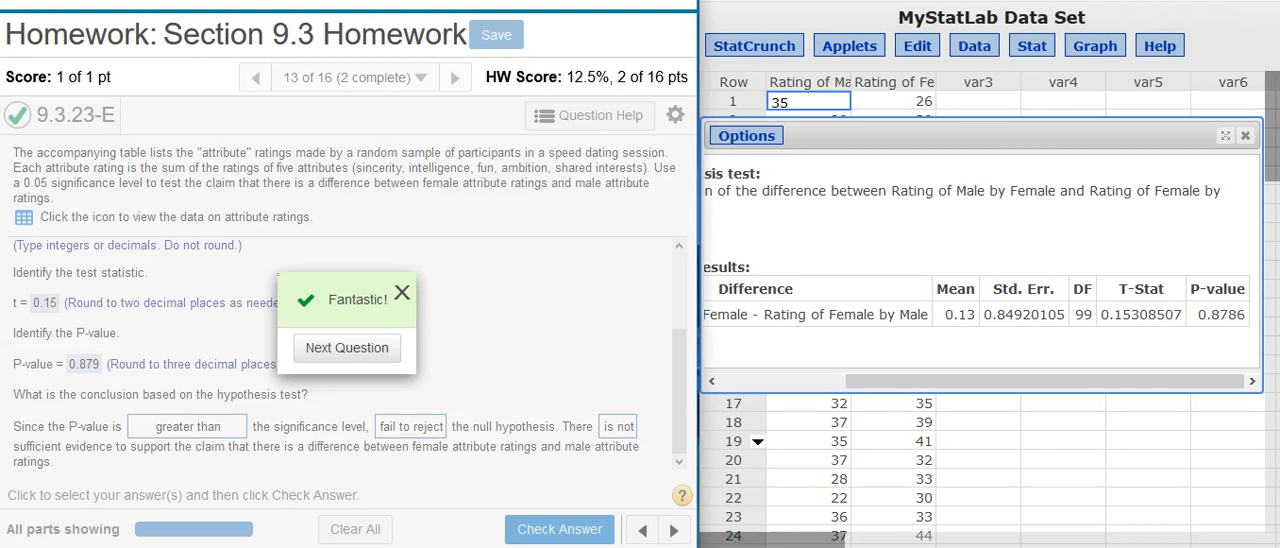 Homework: Section 9.3 Homework
Save
Score: 1 of 1 pt
13 of 16 (2 complete)
HW Score: 12.5%, 2 of 16 pts
9.3.23-E
Question Help
The accompanying table lists the "attribute" ratings made by a random sample of participants in a speed dating session.
Each attribute rating is the sum of the ratings of five attributes (sincerity, intelligence, fun, ambition, shared interests). Use
a 0.05 significance level to test the claim that there is a difference between female attribute ratings and male attribute
ratings.
Click the icon to view the data on attribute ratings.
(Type integers or decimals. Do not round.)
Identify the test statistic.
t = 0.15 (Round to two decimal places as neede
Identify the P-value.
P-value = 0.879 (Round to three decimal places
What is the conclusion based on the hypothesis test?
Since the P-value is greater than the significance level, fail to reject the null hypothesis. There is not
sufficient evidence to support the claim that there is a difference between female attribute ratings and male attribute
ratings.
Fantastic!
Next Question
Click to select your answer(s) and then click Check Answer.
?
All parts showing
Clear All
Check Answer
MyStatLab Data Set
StatCrunch Applets Edit Data Stat Graph Help
Row Rating of Ma Rating of Fe var3 var4 var5 var6
1 35 26
Options
sis test:
n of the difference between Rating of Male by Female and Rating of Female by
esults:
Difference Mean Std. Err. DF T-Stat P-value
Female - Rating of Female by Male 0.13 0.84920105 99 0.15308507 0.8786
17 32 35
18 37 39
19 35 41
20 37 32
21 28 33
22 22 30
23 36 33
24 37 44